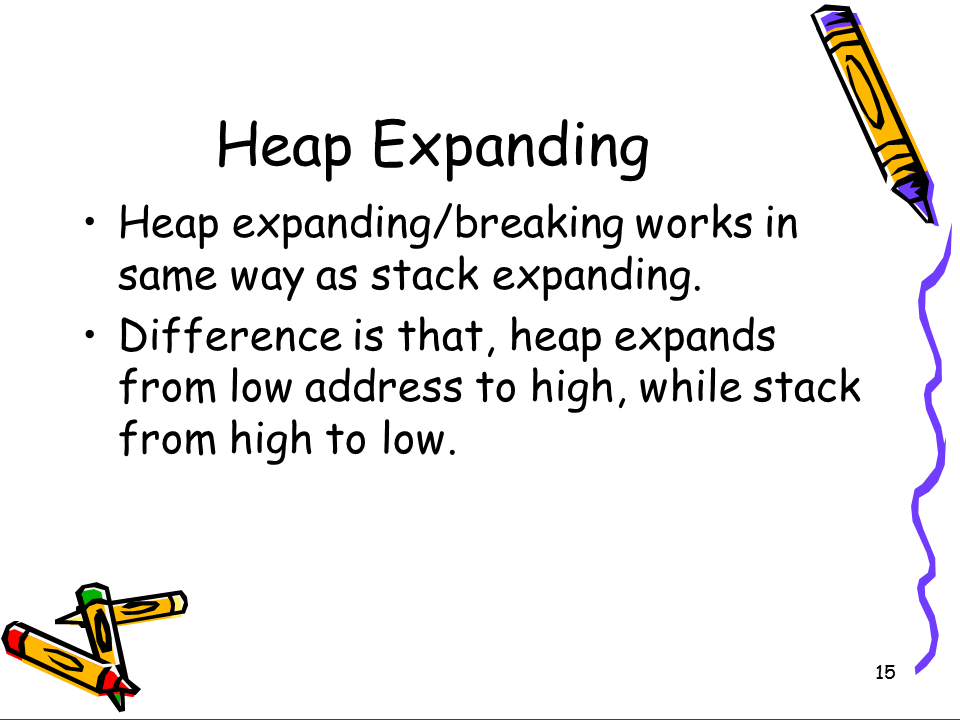 Heap Expanding
• Heap expanding/breaking works in
same way as stack expanding.
• Difference is that, heap expands
from low address to high, while stack
from high to low.
15